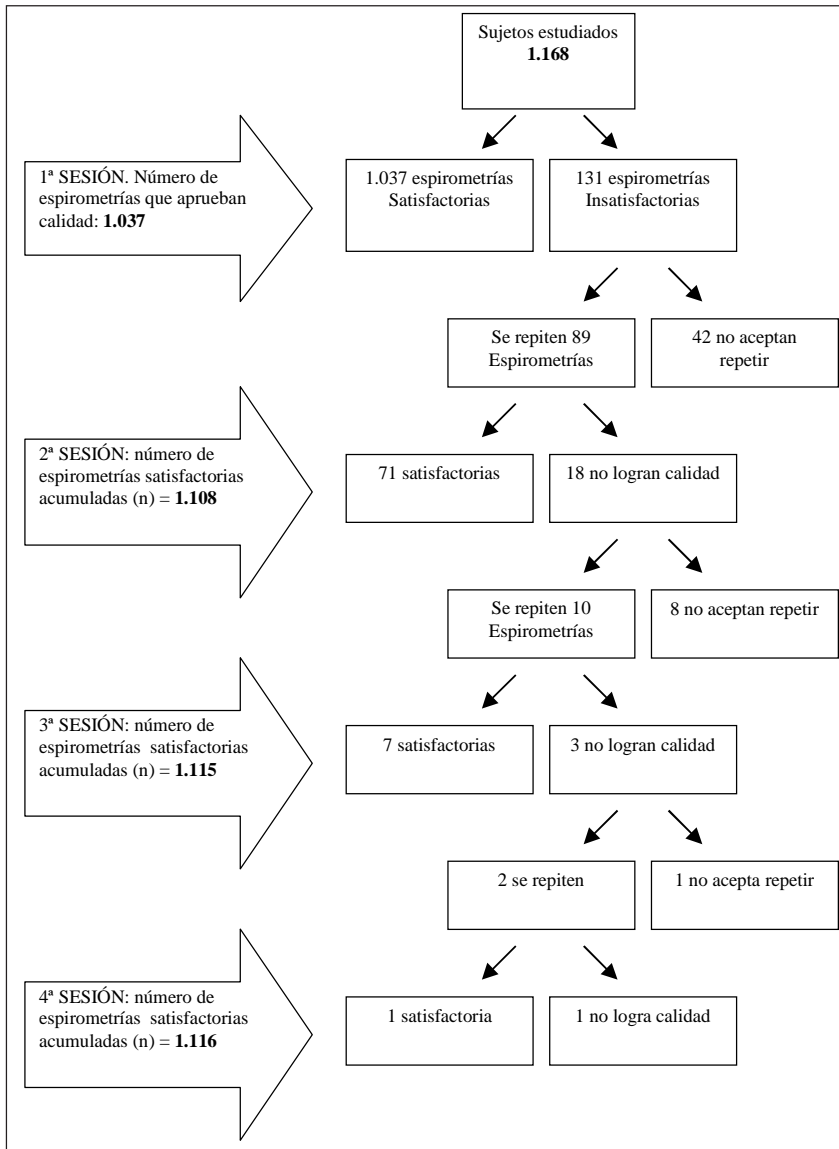 Sujetos estudiados
1.168
1ª SESIÓN. Número de
espirometrías que aprueban
calidad: 1.037
1.037 espirometrías
Satisfactorias
131 espirometrías
Insatisfactorias
Se repiten 89
Espirometrías
42 no aceptan
repetir
2ª SESIÓN: número de
espirometrías satisfactorias
acumuladas (n) = 1.108
71 satisfactorias
18 no logran calidad
Se repiten 10
Espirometrías
8 no aceptan repetir
3ª SESIÓN: número de
espirometrías satisfactorias
acumuladas (n) = 1.115
7 satisfactorias
3 no logran calidad
2 se repiten
1 no acepta repetir
4ª SESIÓN: número de
espirometrías satisfactorias
acumuladas (n) = 1.116
1 satisfactoria
1 no logra calidad